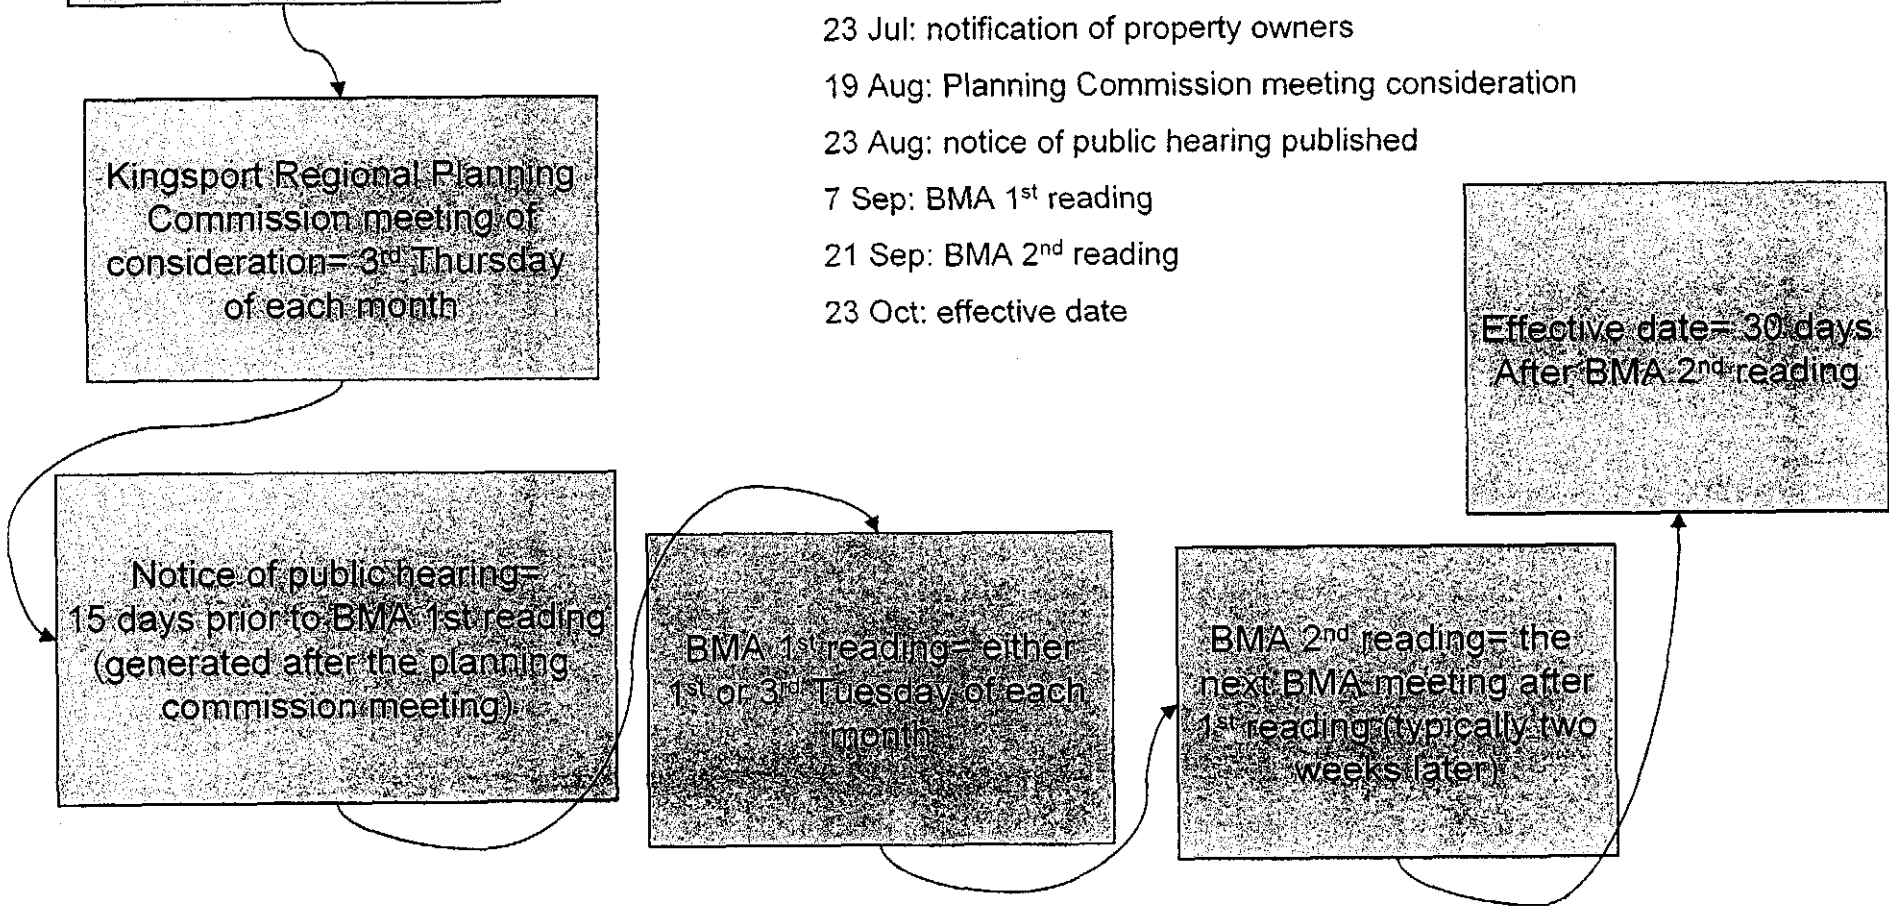 23 Jul: notification of property owners
19 Aug: Planning Commission meeting consideration
23 Aug: notice of public hearing published
7 Sep: BMA 1st reading
21 Sep: BMA 2nd reading
23 Oct: effective date
Kingsport Regional Planning
Commission meeting of
consideration= 3rd Thursday
of each month
Notice of public hearing=
15 days prior to BMA 1st reading
(generated after the planning
commission meeting)
BMA 1st reading= either
1st or 3rd Tuesday of each
month
BMA 2nd reading= the
next BMA meeting after
1st reading (typically two
weeks later)
Effective date= 30 days
After BMA 2nd reading